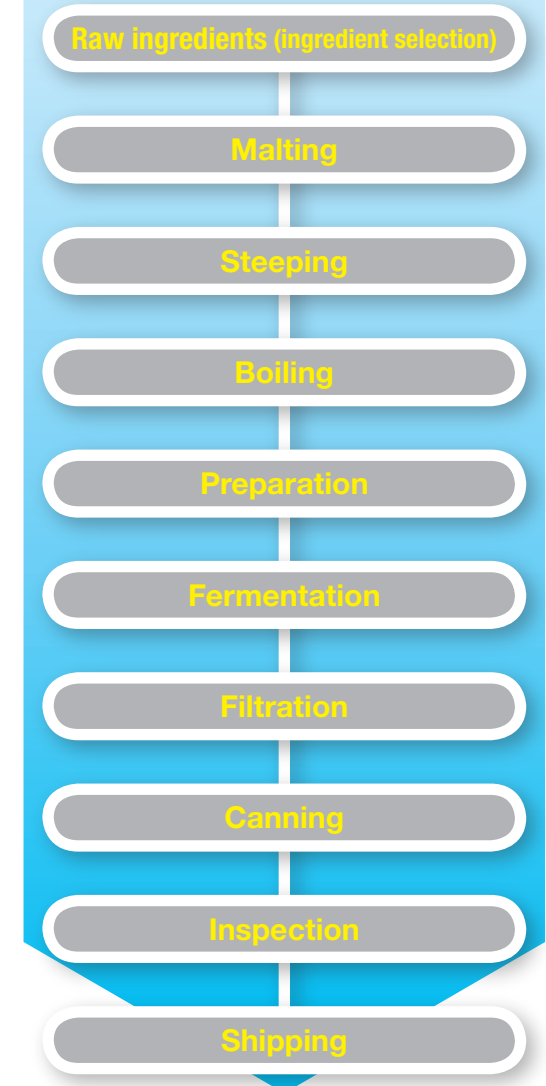 Raw ingredients (ingredient selection)
Malting
Steeping
Boiling
Preparation
Fermentation
Filtration
Canning
Inspection
Shipping